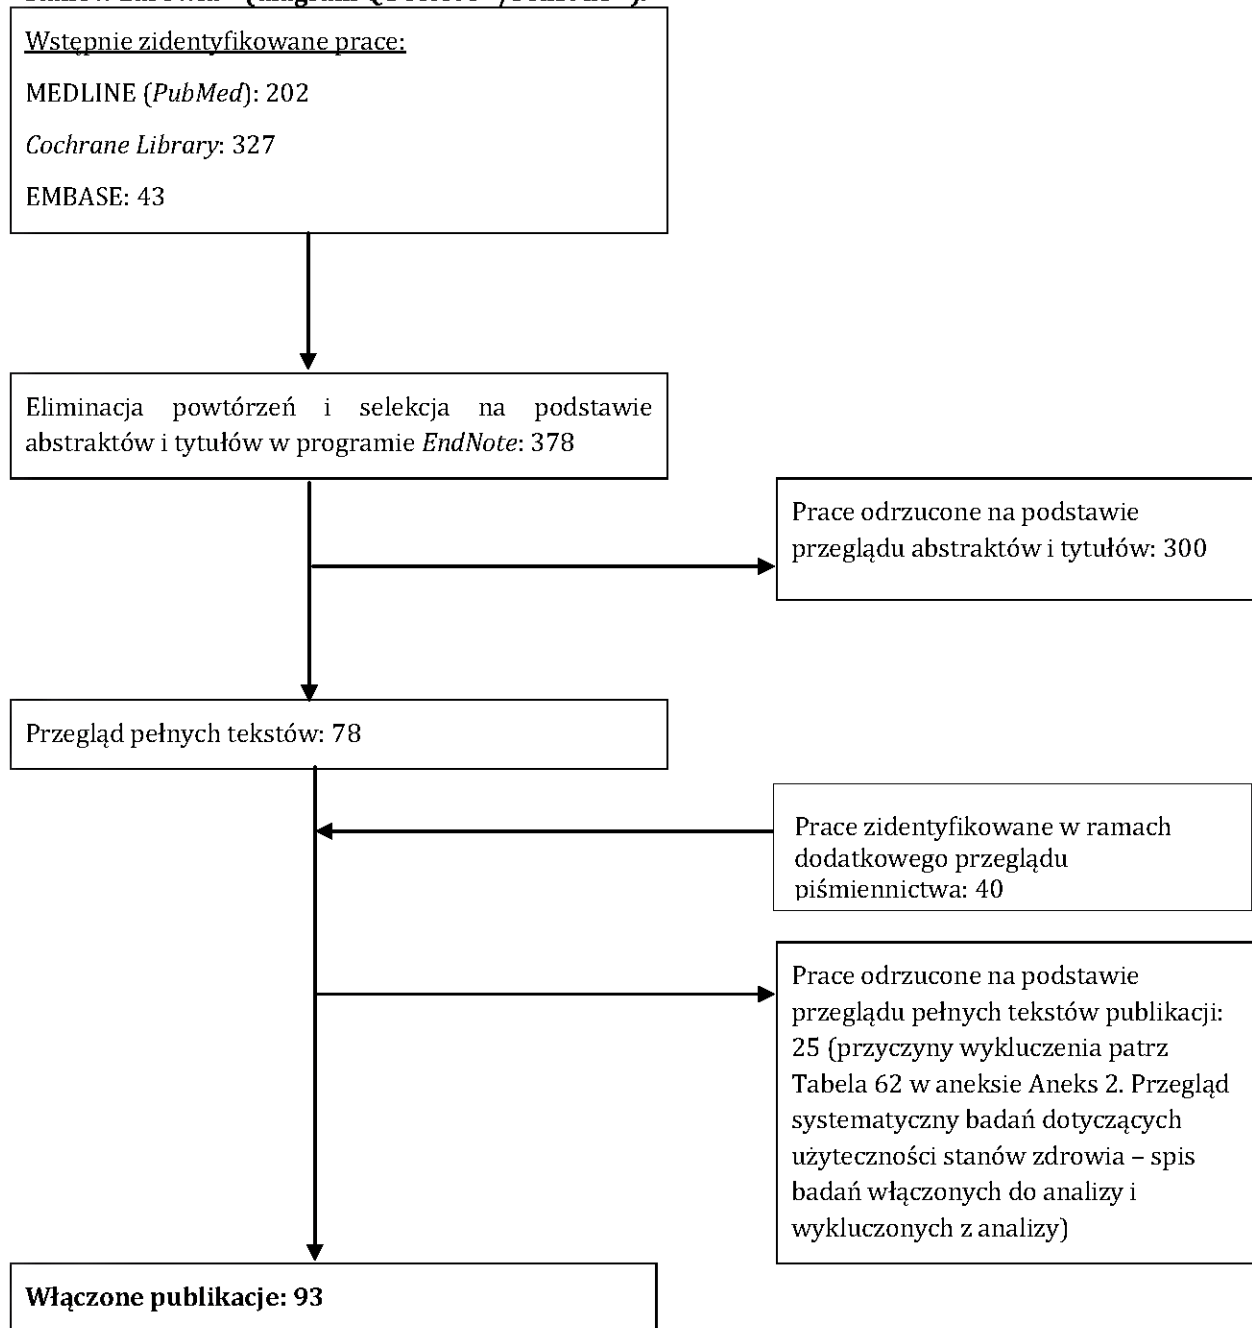 Wstępnie zidentyfikowane prace:
MEDLINE (PubMed): 202
Cochrane Library: 327
EMBASE: 43
Eliminacja powtórzeń i selekcja na podstawie
abstraktów i tytułów w programie EndNote: 378
Prace odrzucone na podstawie
przeglądu abstraktów i tytułów: 300
Przegląd pełnych tekstów: 78
Prace zidentyfikowane w ramach
dodatkowego przeglądu
piśmiennictwa: 40
Prace odrzucone na podstawie
przeglądu pełnych tekstów publikacji:
25 (przyczyny wykluczenia patrz
Tabela 62 w aneksie Aneks 2. Przegląd
systematyczny badań dotyczących
użyteczności stanów zdrowia – spis
badań włączonych do analizy i
wykluczonych z analizy)
Włączone publikacje: 93